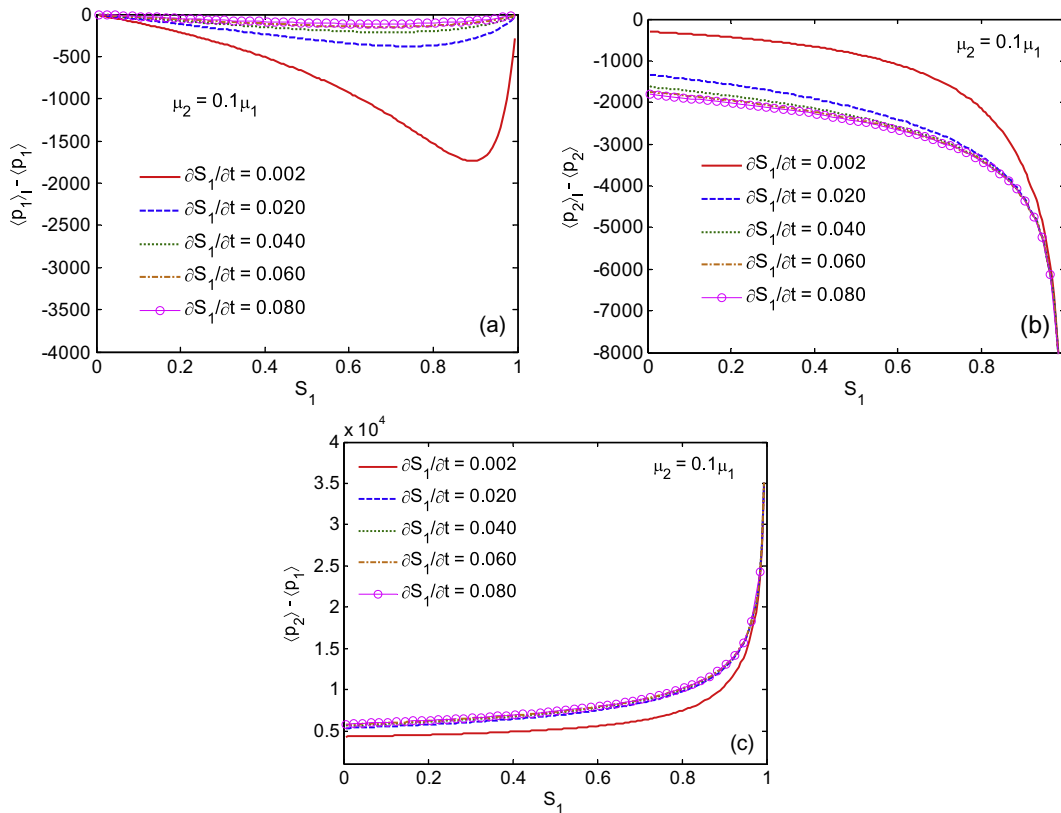 0
-500
-1000
-1500
-2000
-2500
-3000
-3500
-4000
⟨p₁⟩ᵢ - ⟨p₁⟩
μ₂ = 0.1μ₁
∂S₁/∂t = 0.002
∂S₁/∂t = 0.020
∂S₁/∂t = 0.040
∂S₁/∂t = 0.060
∂S₁/∂t = 0.080
(a)
0 0.2 0.4 0.6 0.8 1
S₁
0
-1000
-2000
-3000
-4000
-5000
-6000
-7000
-8000
⟨p₂⟩ᵢ - ⟨p₂⟩
μ₂ = 0.1μ₁
∂S₁/∂t = 0.002
∂S₁/∂t = 0.020
∂S₁/∂t = 0.040
∂S₁/∂t = 0.060
∂S₁/∂t = 0.080
(b)
0 0.2 0.4 0.6 0.8
S₁
x 10⁴
4
3.5
3
2.5
2
1.5
1
0.5
⟨p₂⟩ - ⟨p₁⟩
∂S₁/∂t = 0.002
∂S₁/∂t = 0.020
∂S₁/∂t = 0.040
∂S₁/∂t = 0.060
∂S₁/∂t = 0.080
μ₂ = 0.1μ₁
(c)
0 0.2 0.4 0.6 0.8 1
S₁